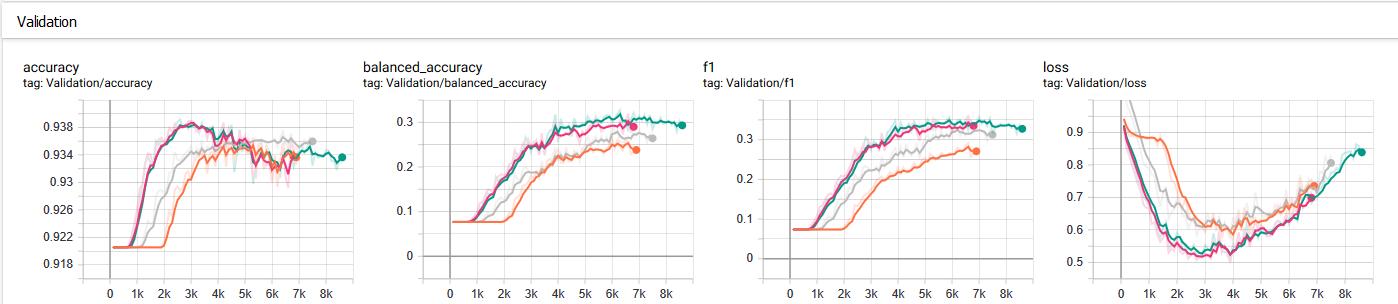 Validation
accuracy
tag: Validation/accuracy
0.938
0.934
0.93
0.926
0.922
0.918
0 1k 2k 3k 4k 5k 6k 7k 8k
balanced_accuracy
tag: Validation/balanced_accuracy
0.3
0.2
0.1
0
0 1k 2k 3k 4k 5k 6k 7k 8k
f1
tag: Validation/f1
0.3
0.2
0.1
0
0 1k 2k 3k 4k 5k 6k 7k 8k
loss
tag: Validation/loss
0.9
0.8
0.7
0.6
0.5
0 1k 2k 3k 4k 5k 6k 7k 8k